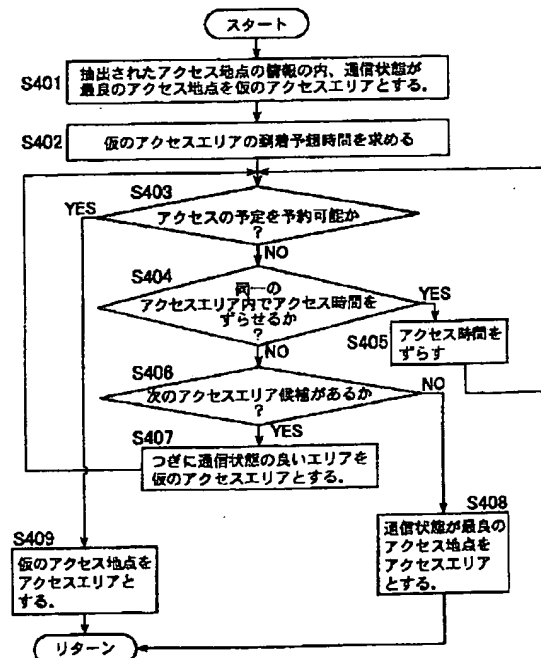 スタート
S401
抽出されたアクセス地点の情報の内、通信状態が
最良のアクセス地点を仮のアクセスエリアとする。
S402
仮のアクセスエリアの到着予想時間を求める
S403
YES
アクセスの予定を予約可能か
?
NO
S404
同一の
アクセスエリア内でアクセス時間を
ずらせるか
?
YES
S405
アクセス時間を
ずらす
NO
S406
次のアクセスエリア候補があるか
?
NO
YES
S407
つぎに通信状態の良いエリアを
仮のアクセスエリアとする。
S408
通信状態が最良の
アクセス地点を
アクセスエリア
とする。
S409
仮のアクセス地点を
アクセスエリアと
する。
リターン